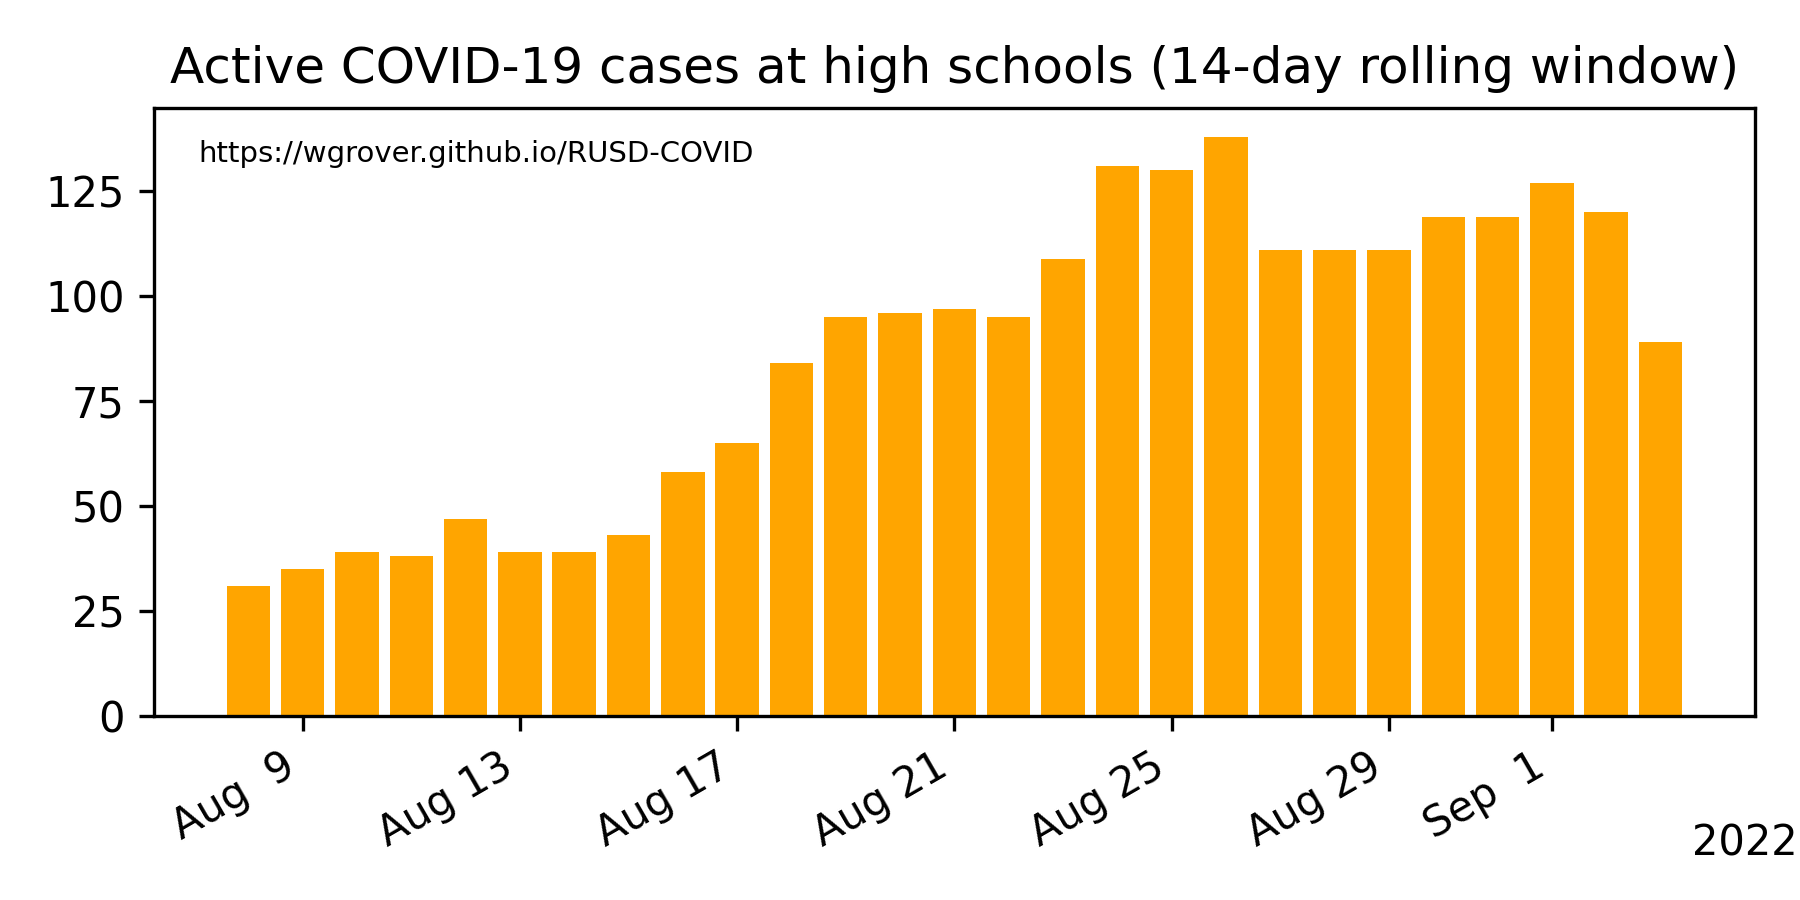 Active COVID-19 cases at high schools (14-day rolling window)
https://wgrover.github.io/RUSD-COVID
125
100
75
50
25
0
Aug 9
Aug 13
Aug 17
Aug 21
Aug 25
Aug 29
Sep 1
2022